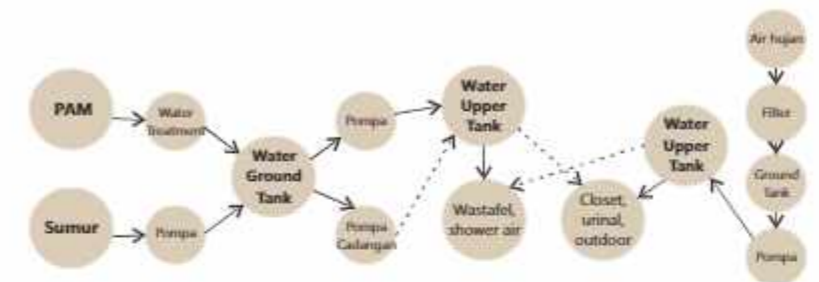 PAM
Water
Treatment
Sumur
Pompa
Water
Ground
Tank
Pompa
Pompa
Cadangan
Water
Upper
Tank
Wastafel,
shower air
Closet,
urinal,
outdoor
Water
Upper
Tank
Air hujan
Filter
Ground
Tank
Pompa